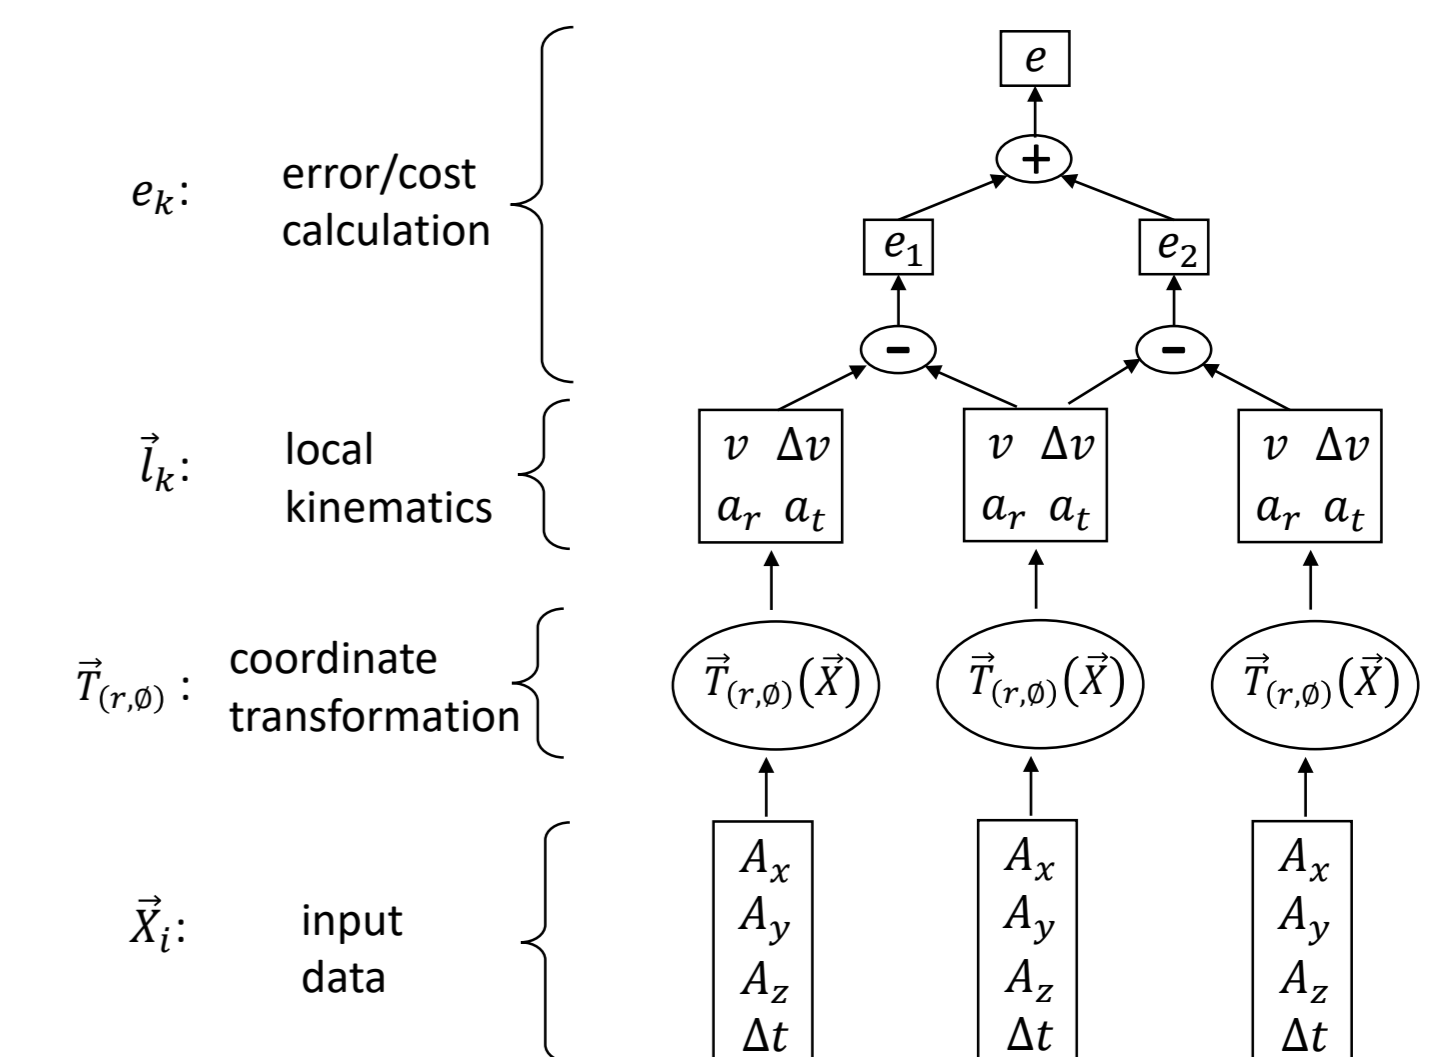 e
+
e_k: error/cost
calculation
e_1 e_2
- -
l⃗_k: local
kinematics
v Δv v Δv v Δv
a_r a_t a_r a_t a_r a_t
T⃗_(r,∅) : coordinate
transformation
T⃗_(r,∅)(X⃗) T⃗_(r,∅)(X⃗) T⃗_(r,∅)(X⃗)
X⃗_i: input
data
A_x A_x A_x
A_y A_y A_y
A_z A_z A_z
Δt Δt Δt